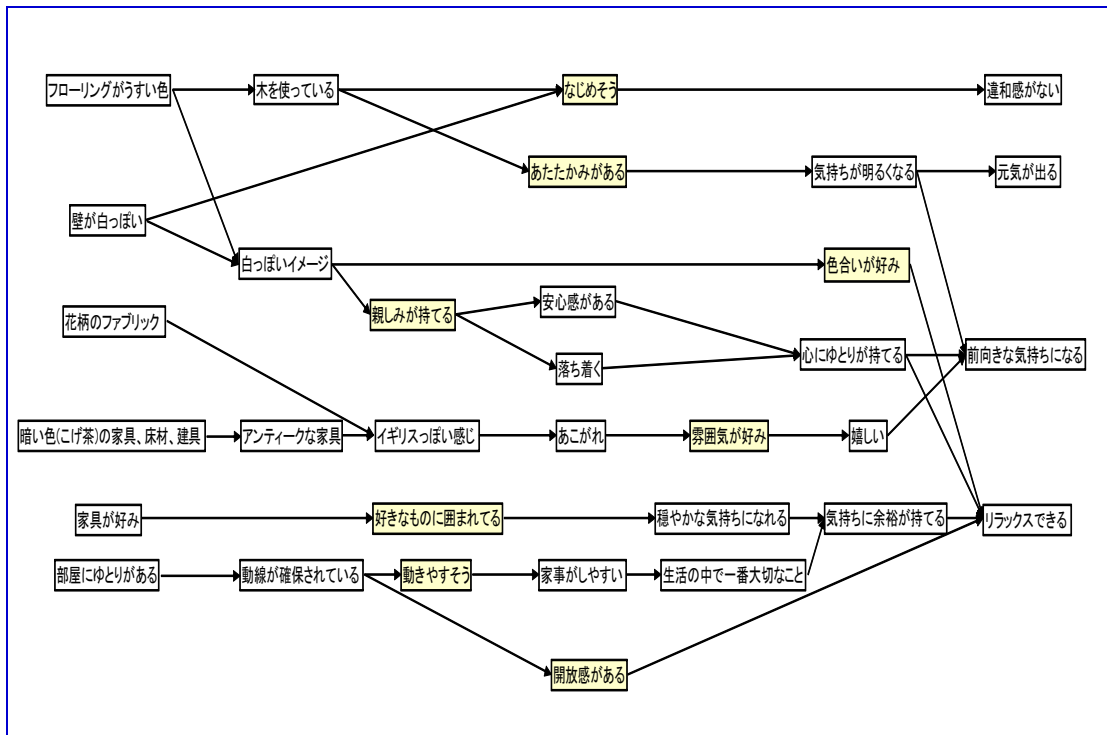 フローリングがうすい色
木を使っている
なじめそう
違和感がない
あたたかみがある
気持ちが明るくなる
元気が出る
壁が白っぽい
白っぽいイメージ
色合いが好み
親しみが持てる
安心感がある
花柄のファブリック
落ち着く
心にゆとりが持てる
前向きな気持ちになる
暗い色(こげ茶)の家具、床材、建具
アンティークな家具
イギリスっぽい感じ
あこがれ
雰囲気が好み
嬉しい
家具が好み
好きなものに囲まれてる
穏やかな気持ちになれる
気持ちに余裕が持てる
リラックスできる
部屋にゆとりがある
動線が確保されている
動きやすそう
家事がしやすい
生活の中で一番大切なこと
開放感がある